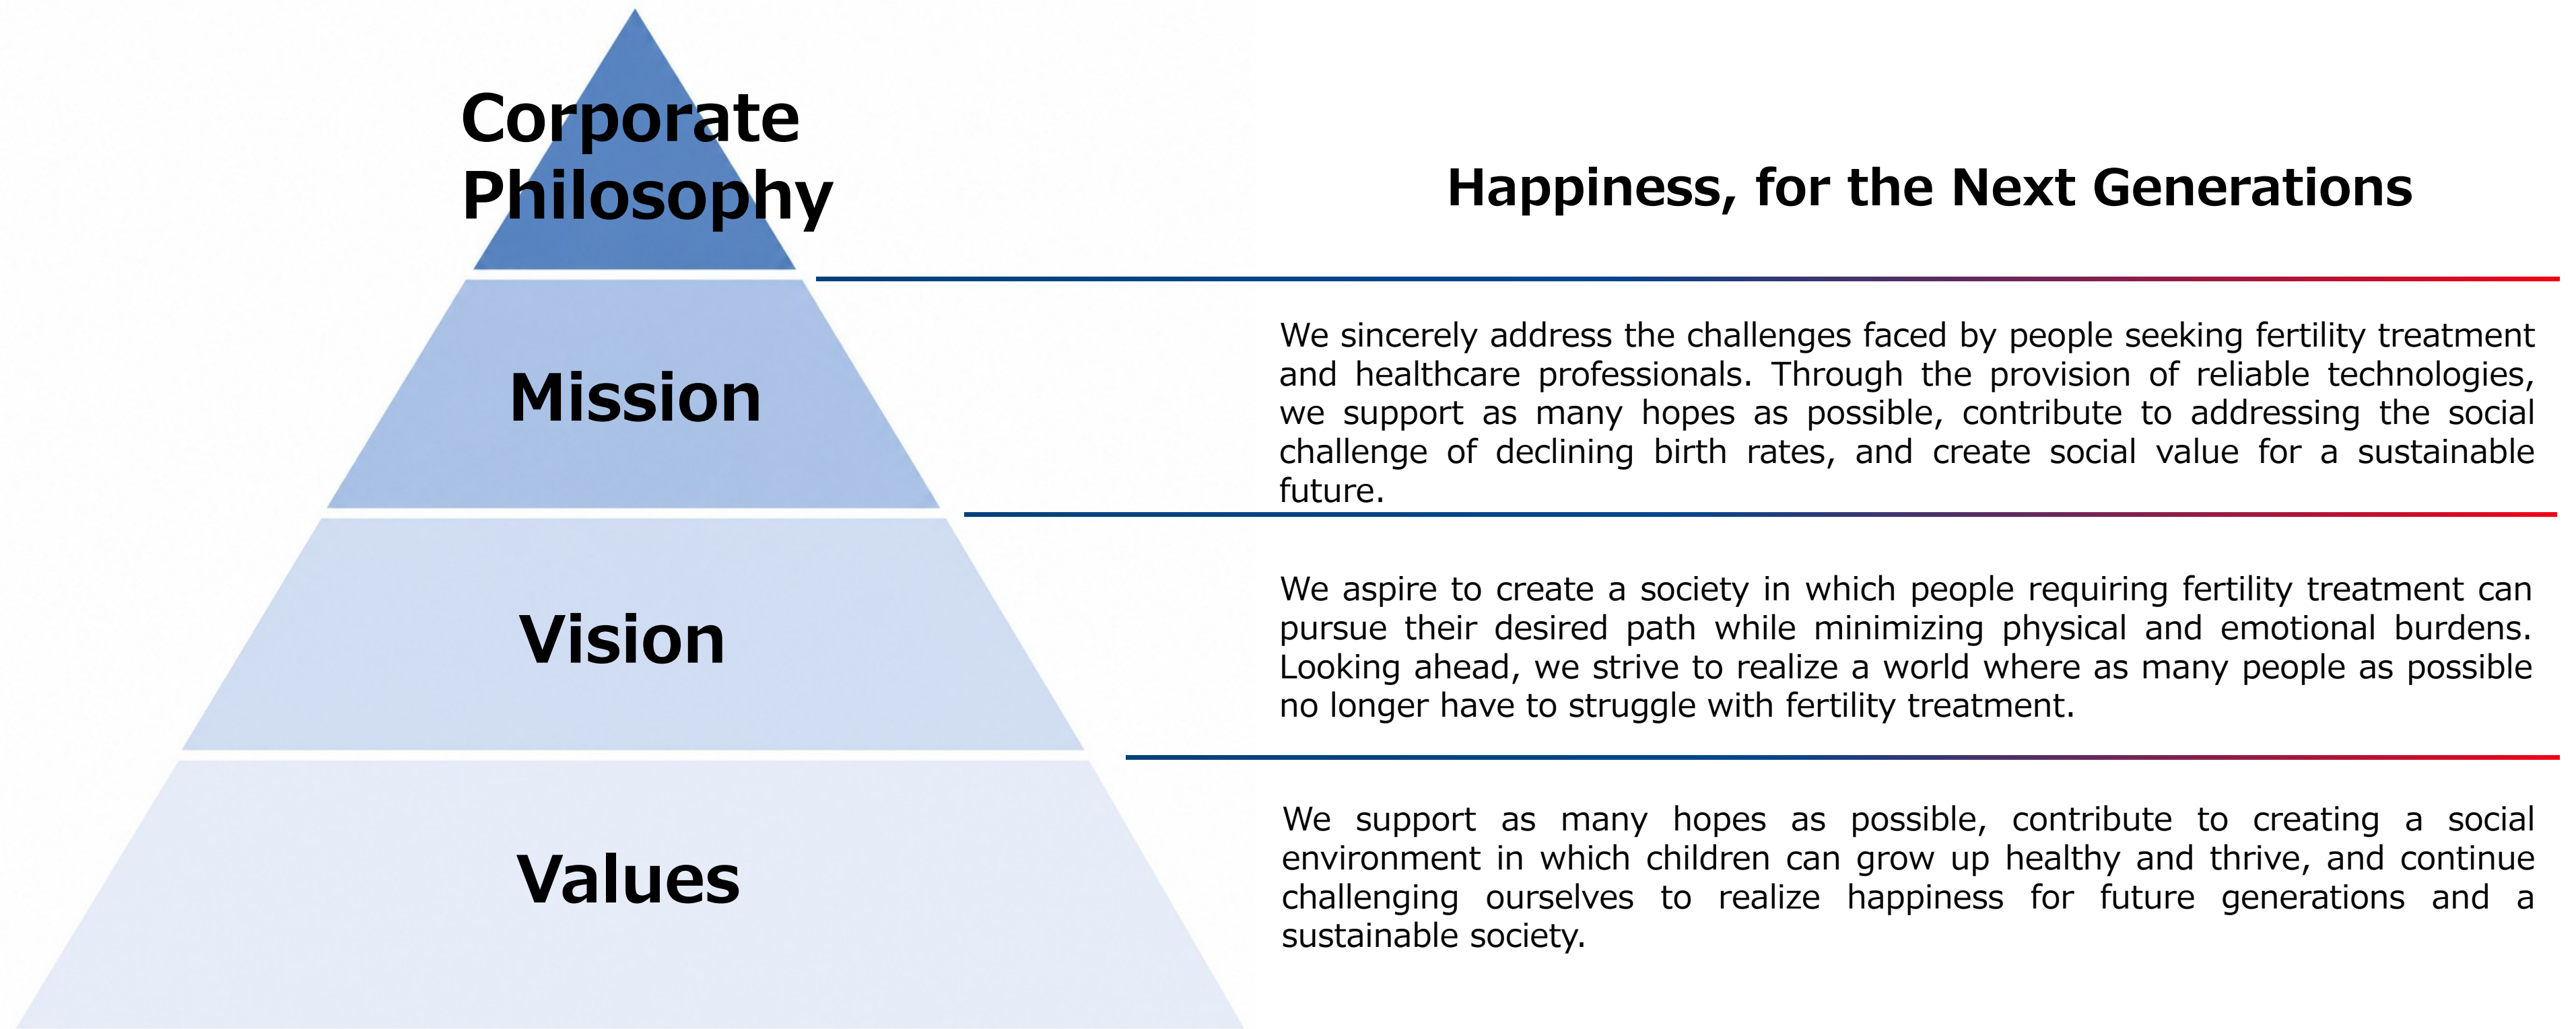 Corporate
Philosophy
Happiness, for the Next Generations
Mission
We sincerely address the challenges faced by people seeking fertility treatment
and healthcare professionals. Through the provision of reliable technologies,
we support as many hopes as possible, contribute to addressing the social
challenge of declining birth rates, and create social value for a sustainable
future.
Vision
We aspire to create a society in which people requiring fertility treatment can
pursue their desired path while minimizing physical and emotional burdens.
Looking ahead, we strive to realize a world where as many people as possible
no longer have to struggle with fertility treatment.
Values
We support as many hopes as possible, contribute to creating a social
environment in which children can grow up healthy and thrive, and continue
challenging ourselves to realize happiness for future generations and a
sustainable society.